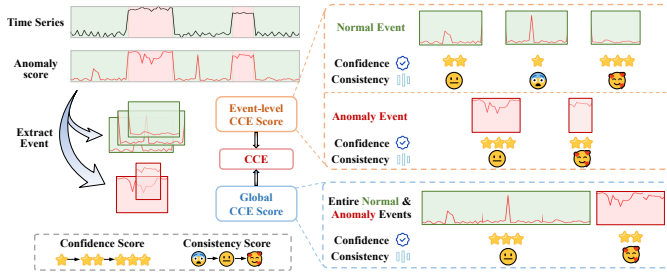 Time Series
Anomaly
score
Extract
Event
Event-level
CCE Score
CCE
Global
CCE Score
Confidence Score
Consistency Score
Normal Event
Confidence
Consistency
Anomaly Event
Confidence
Consistency
Entire Normal &
Anomaly Events
Confidence
Consistency